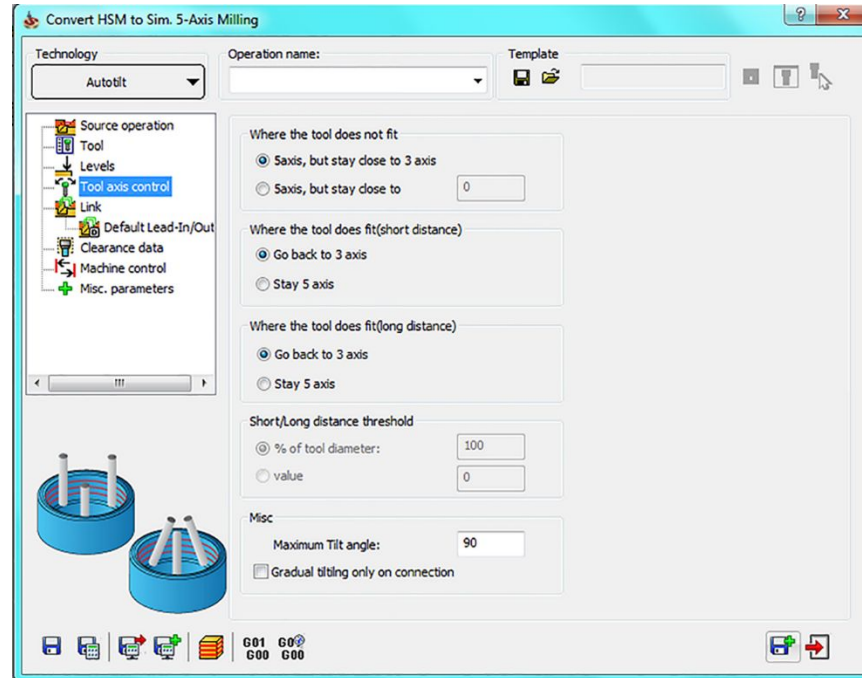 Convert HSM to Sim. 5-Axis Milling
Technology
Autotilt
Operation name:
Template
Source operation
Tool
Levels
Tool axis control
Link
Default Lead-In/Out
Clearance data
Machine control
Misc. parameters
Where the tool does not fit
5axis, but stay close to 3 axis
5axis, but stay close to 0
Where the tool does fit(short distance)
Go back to 3 axis
Stay 5 axis
Where the tool does fit(long distance)
Go back to 3 axis
Stay 5 axis
Short/Long distance threshold
% of tool diameter: 100
value 0
Misc
Maximum Tilt angle: 90
Gradual tiltilng only on connection
G01 G0
G00 G00